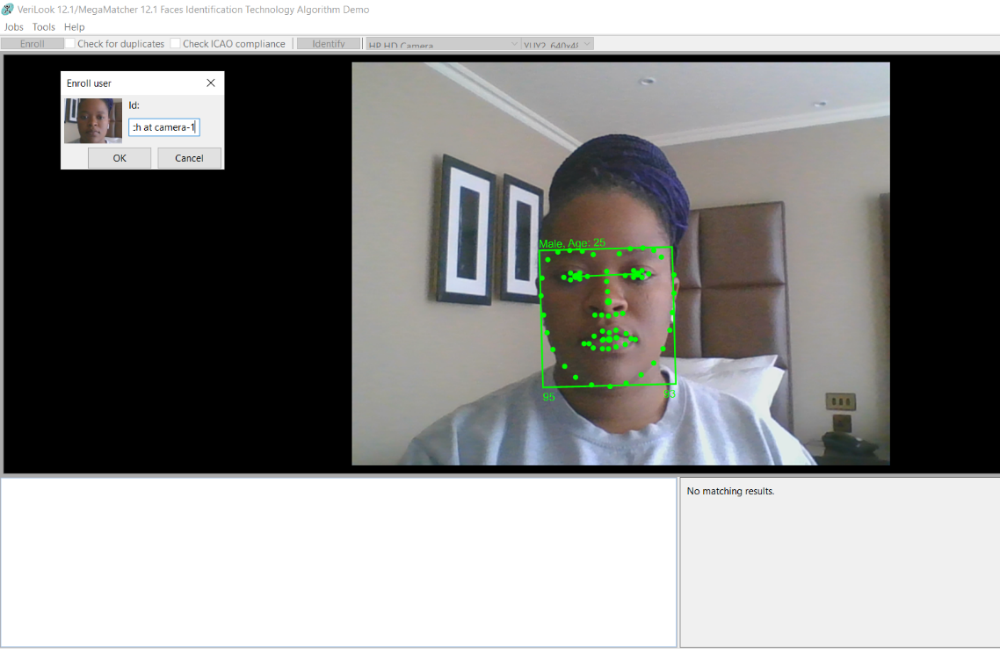 VeriLook 12.1/MegaMatcher 12.1 Faces Identification Technology Algorithm Demo
Jobs Tools Help
Enroll Check for duplicates Check ICAO compliance Identify HP HD Camera YUY2, 640x48
Enroll user
Id:
:h at camera-1
OK Cancel
Male, Age: 25
95 93
No matching results.